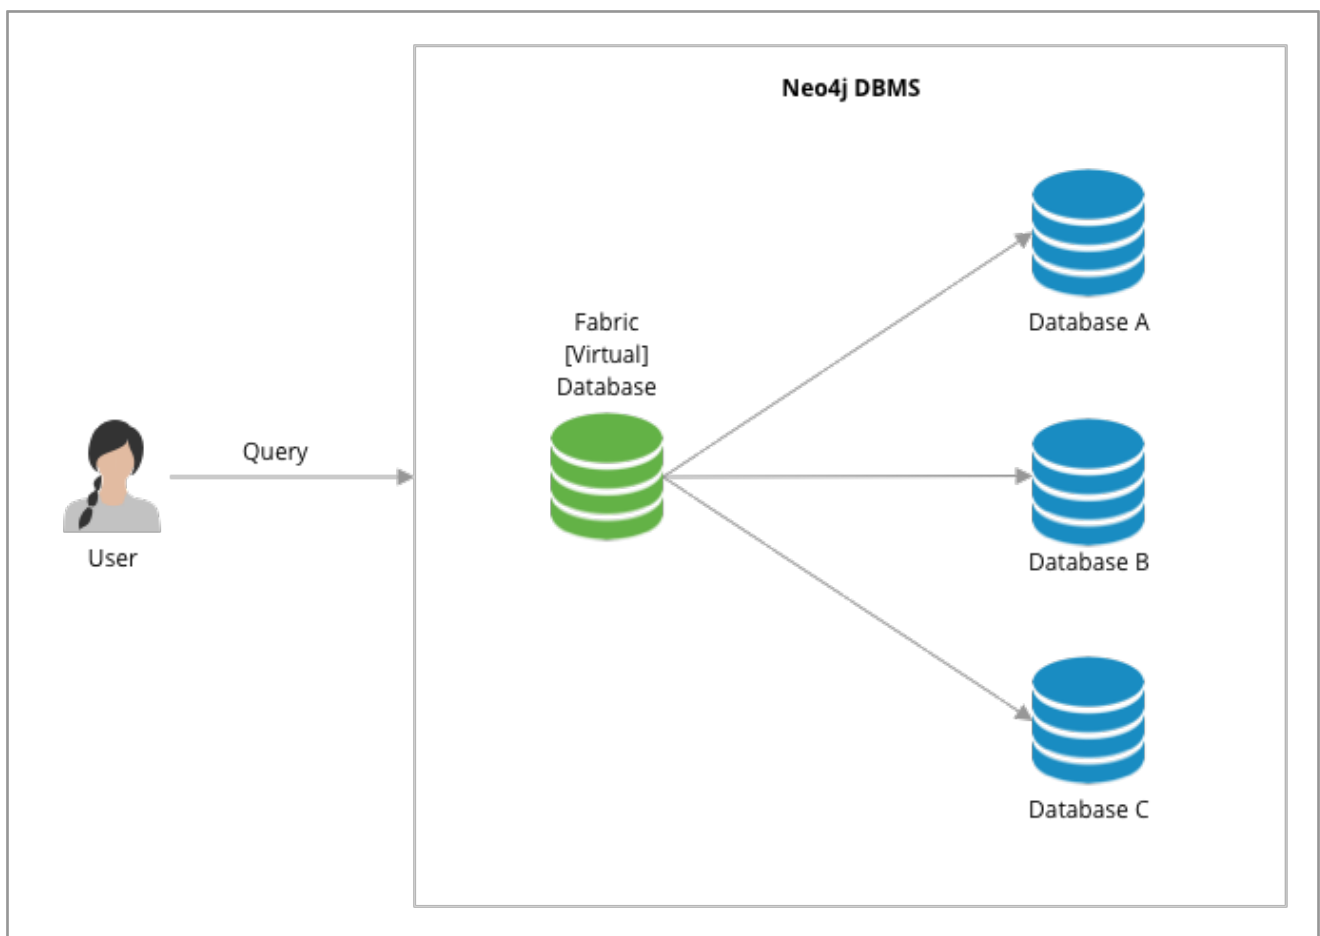 Neo4j DBMS
Fabric
[Virtual]
Database
Query
User
Database A
Database B
Database C